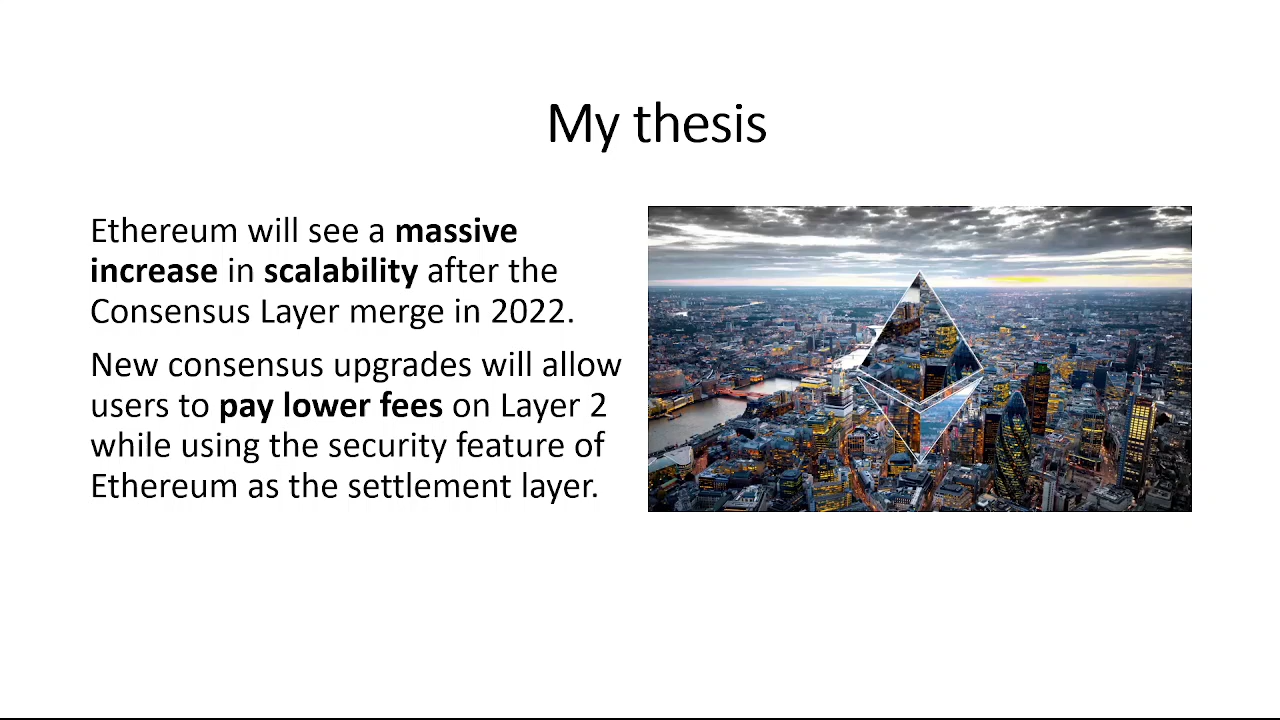 My thesis
Ethereum will see a massive
increase in scalability after the
Consensus Layer merge in 2022.
New consensus upgrades will allow
users to pay lower fees on Layer 2
while using the security feature of
Ethereum as the settlement layer.